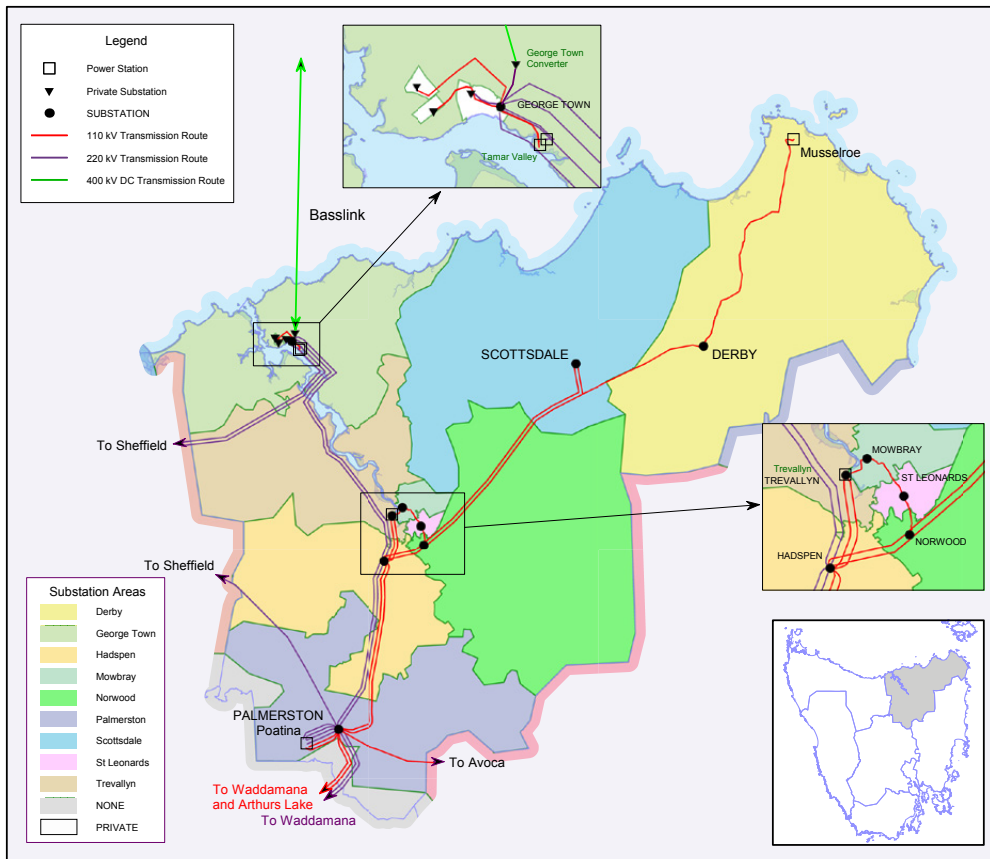 Legend
Power Station
Private Substation
SUBSTATION
110 kV Transmission Route
220 kV Transmission Route
400 kV DC Transmission Route
George Town
Converter
GEORGE TOWN
Tamar Valley
Basslink
Musselroe
SCOTTSDALE
DERBY
To Sheffield
MOWBRAY
Trevallyn
TREVALLYN
ST LEONARDS
NORWOOD
HADSPEN
To Sheffield
Substation Areas
Derby
George Town
Hadspen
Mowbray
Norwood
Palmerston
Scottsdale
St Leonards
Trevallyn
NONE
PRIVATE
PALMERSTON
Poatina
To Avoca
To Waddamana
and Arthurs Lake
To Waddamana